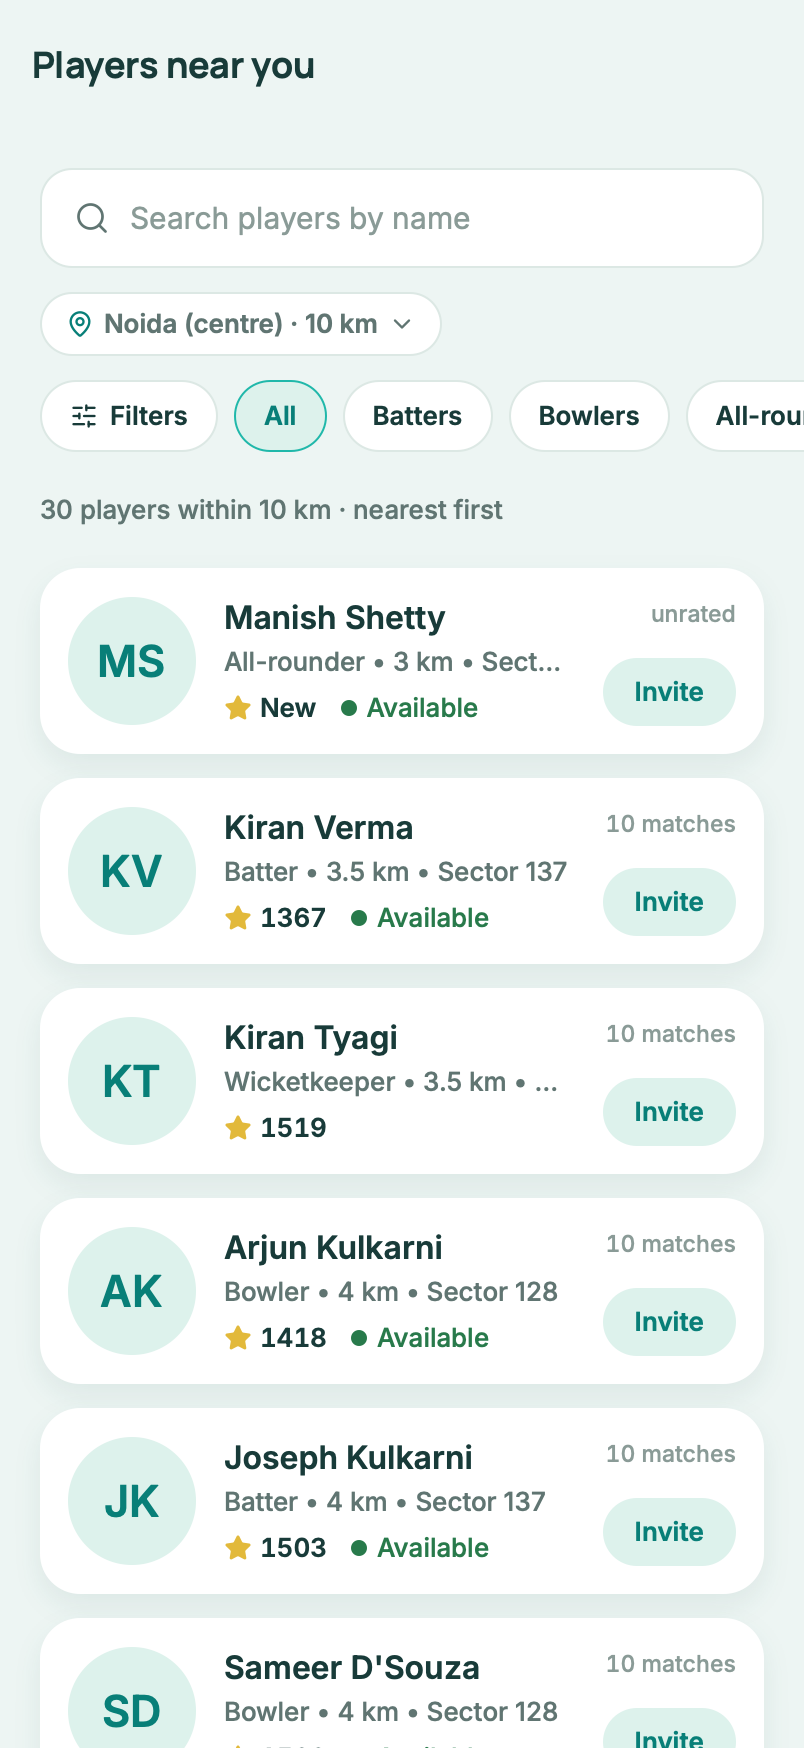 Players near you
Search players by name
Noida (centre) · 10 km
Filters
All
Batters
Bowlers
All-rou
30 players within 10 km · nearest first
MS
Manish Shetty
unrated
All-rounder • 3 km • Sect...
New
Available
Invite
KV
Kiran Verma
10 matches
Batter • 3.5 km • Sector 137
1367
Available
Invite
KT
Kiran Tyagi
10 matches
Wicketkeeper • 3.5 km • ...
1519
Invite
AK
Arjun Kulkarni
10 matches
Bowler • 4 km • Sector 128
1418
Available
Invite
JK
Joseph Kulkarni
10 matches
Batter • 4 km • Sector 137
1503
Available
Invite
SD
Sameer D'Souza
10 matches
Bowler • 4 km • Sector 128
Invite